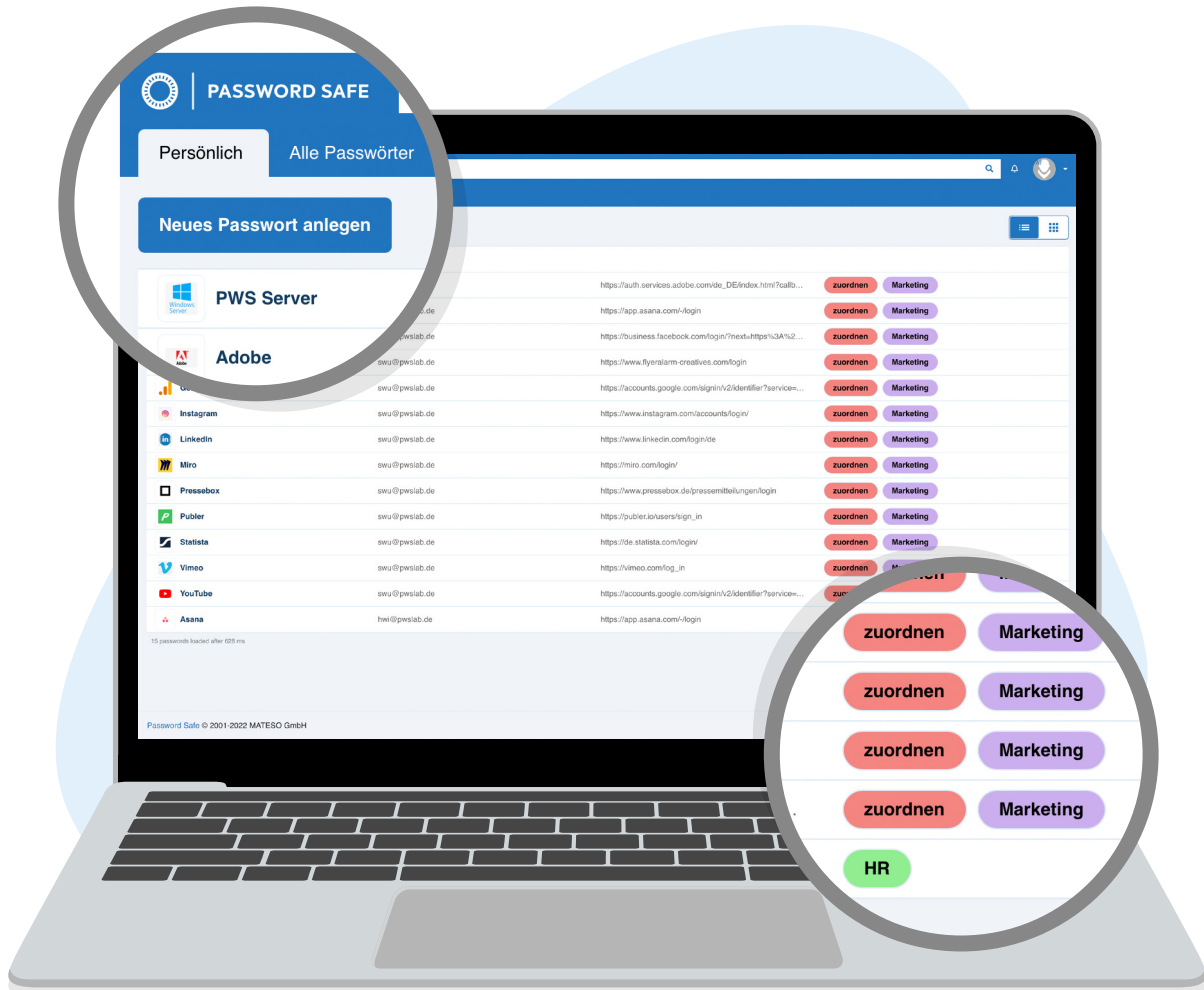 PASSWORD SAFE
Persönlich Alle Passwörter
Neues Passwort anlegen
Windows Server
PWS Server
Adobe
Adobe
https://auth.services.adobe.com/de_DE/index.html?callb... zuordnen Marketing
.de https://app.asana.com/-/login zuordnen Marketing
@pwslab.de https://business.facebook.com/login/?next=https%3A%2... zuordnen Marketing
swu@pwslab.de https://www.flyeralarm-creatives.com/login zuordnen Marketing
swu@pwslab.de https://accounts.google.com/signin/v2/identifier?service=... zuordnen Marketing
Instagram swu@pwslab.de https://www.instagram.com/accounts/login/ zuordnen Marketing
in LinkedIn swu@pwslab.de https://www.linkedin.com/login/de zuordnen Marketing
Miro swu@pwslab.de https://miro.com/login/ zuordnen Marketing
Pressebox swu@pwslab.de https://www.pressebox.de/pressemitteilungen/login zuordnen Marketing
Publer swu@pwslab.de https://publer.io/users/sign_in zuordnen Marketing
Statista swu@pwslab.de https://de.statista.com/login/ zuordnen Marketing
Vimeo swu@pwslab.de https://vimeo.com/log_in zuordnen
YouTube swu@pwslab.de https://accounts.google.com/signin/v2/identifier?service=...
Asana hwi@pwslab.de https://app.asana.com/-/login
15 passwords loaded after 628 ms
Password Safe © 2001-2022 MATESO GmbH
zuordnen Marketing
zuordnen Marketing
zuordnen Marketing
zuordnen Marketing
HR